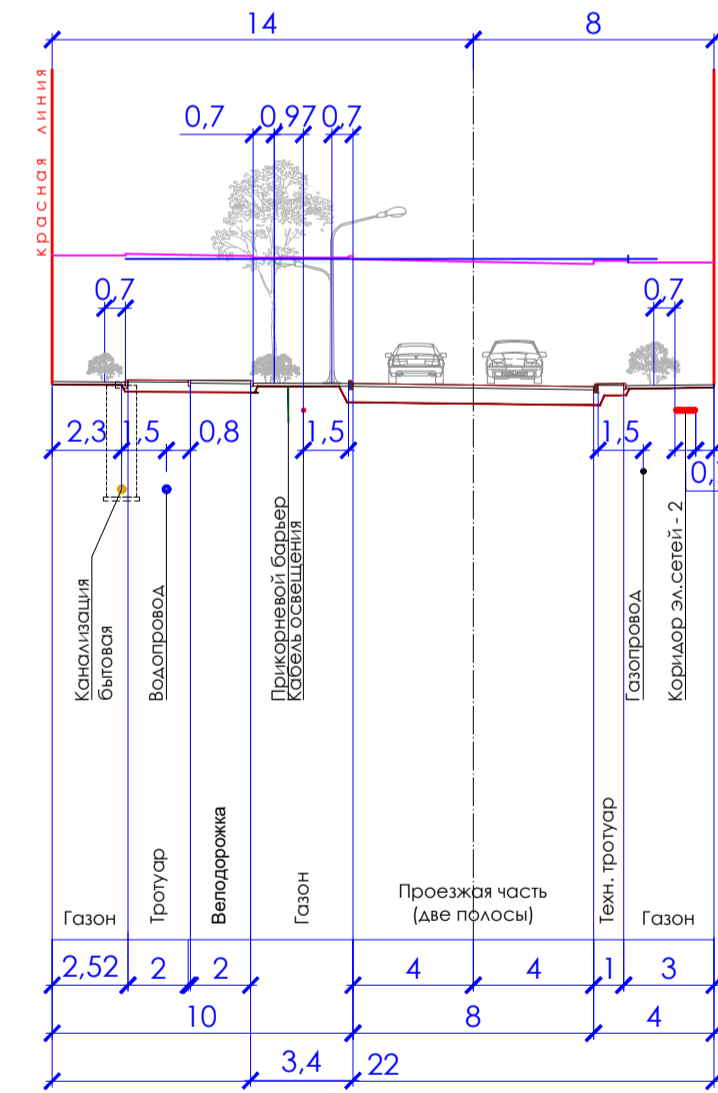 14
8
красная линия
0,7
0,97
0,7
0,7
0,7
2,3
1,5
0,8
1,5
1,5
Канализация
бытовая
Водопровод
Прикорневой барьер
Кабель освещения
Газопровод
Коридор эл.сетей - 2
Газон
Тротуар
Велодорожка
Газон
Проезжая часть
(две полосы)
Техн. тротуар
Газон
2,52
2
2
4
4
1
3
10
8
4
3,4
22